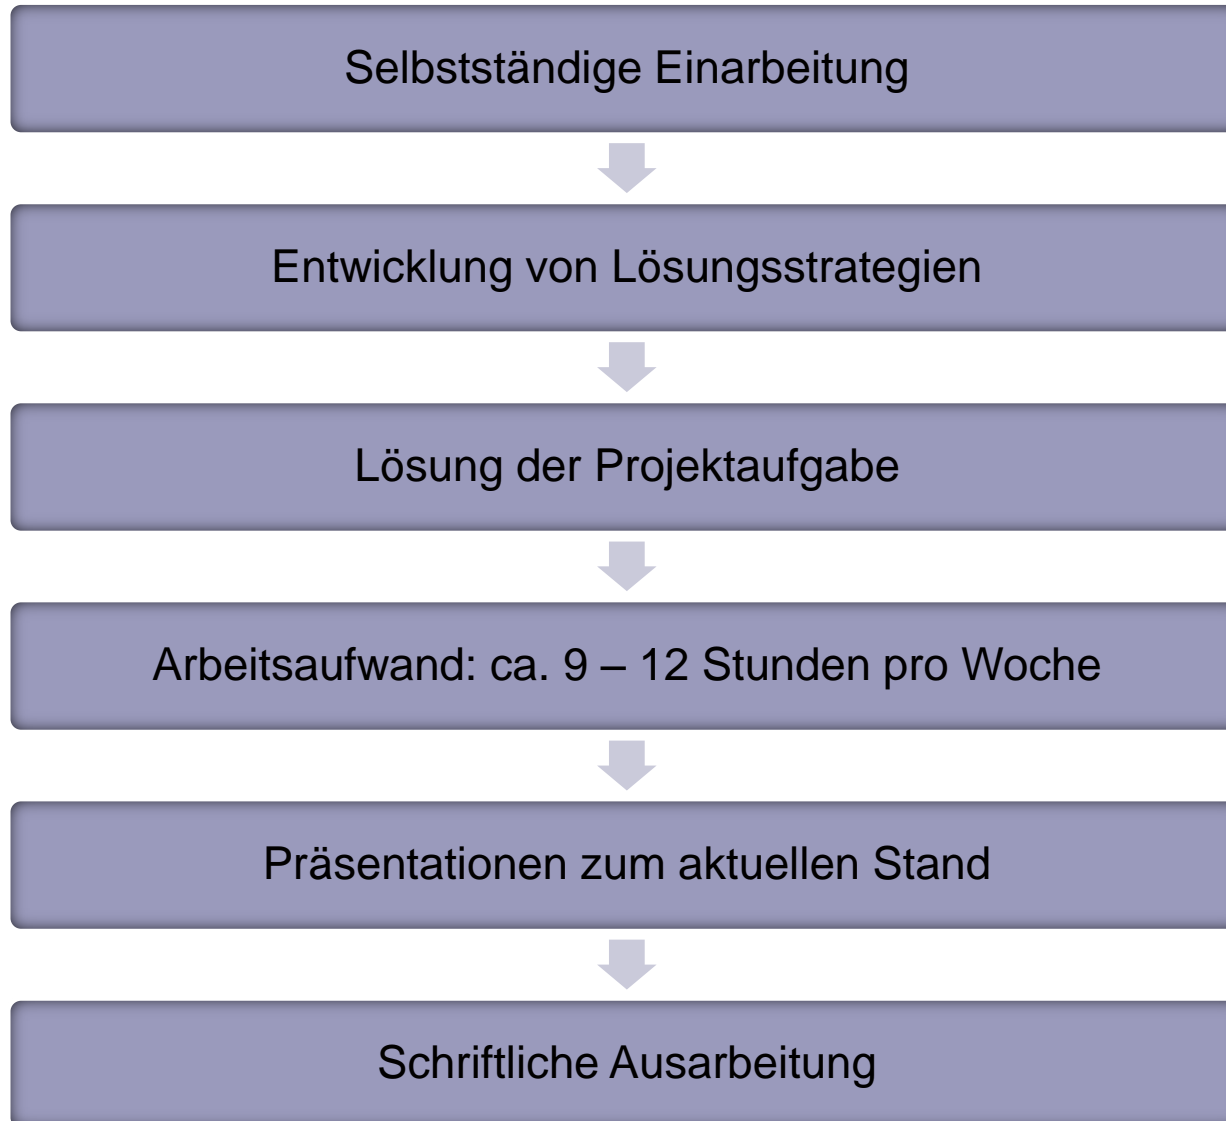 Selbstständige Einarbeitung
Entwicklung von Lösungsstrategien
Lösung der Projektaufgabe
Arbeitsaufwand: ca. 9 – 12 Stunden pro Woche
Präsentationen zum aktuellen Stand
Schriftliche Ausarbeitung